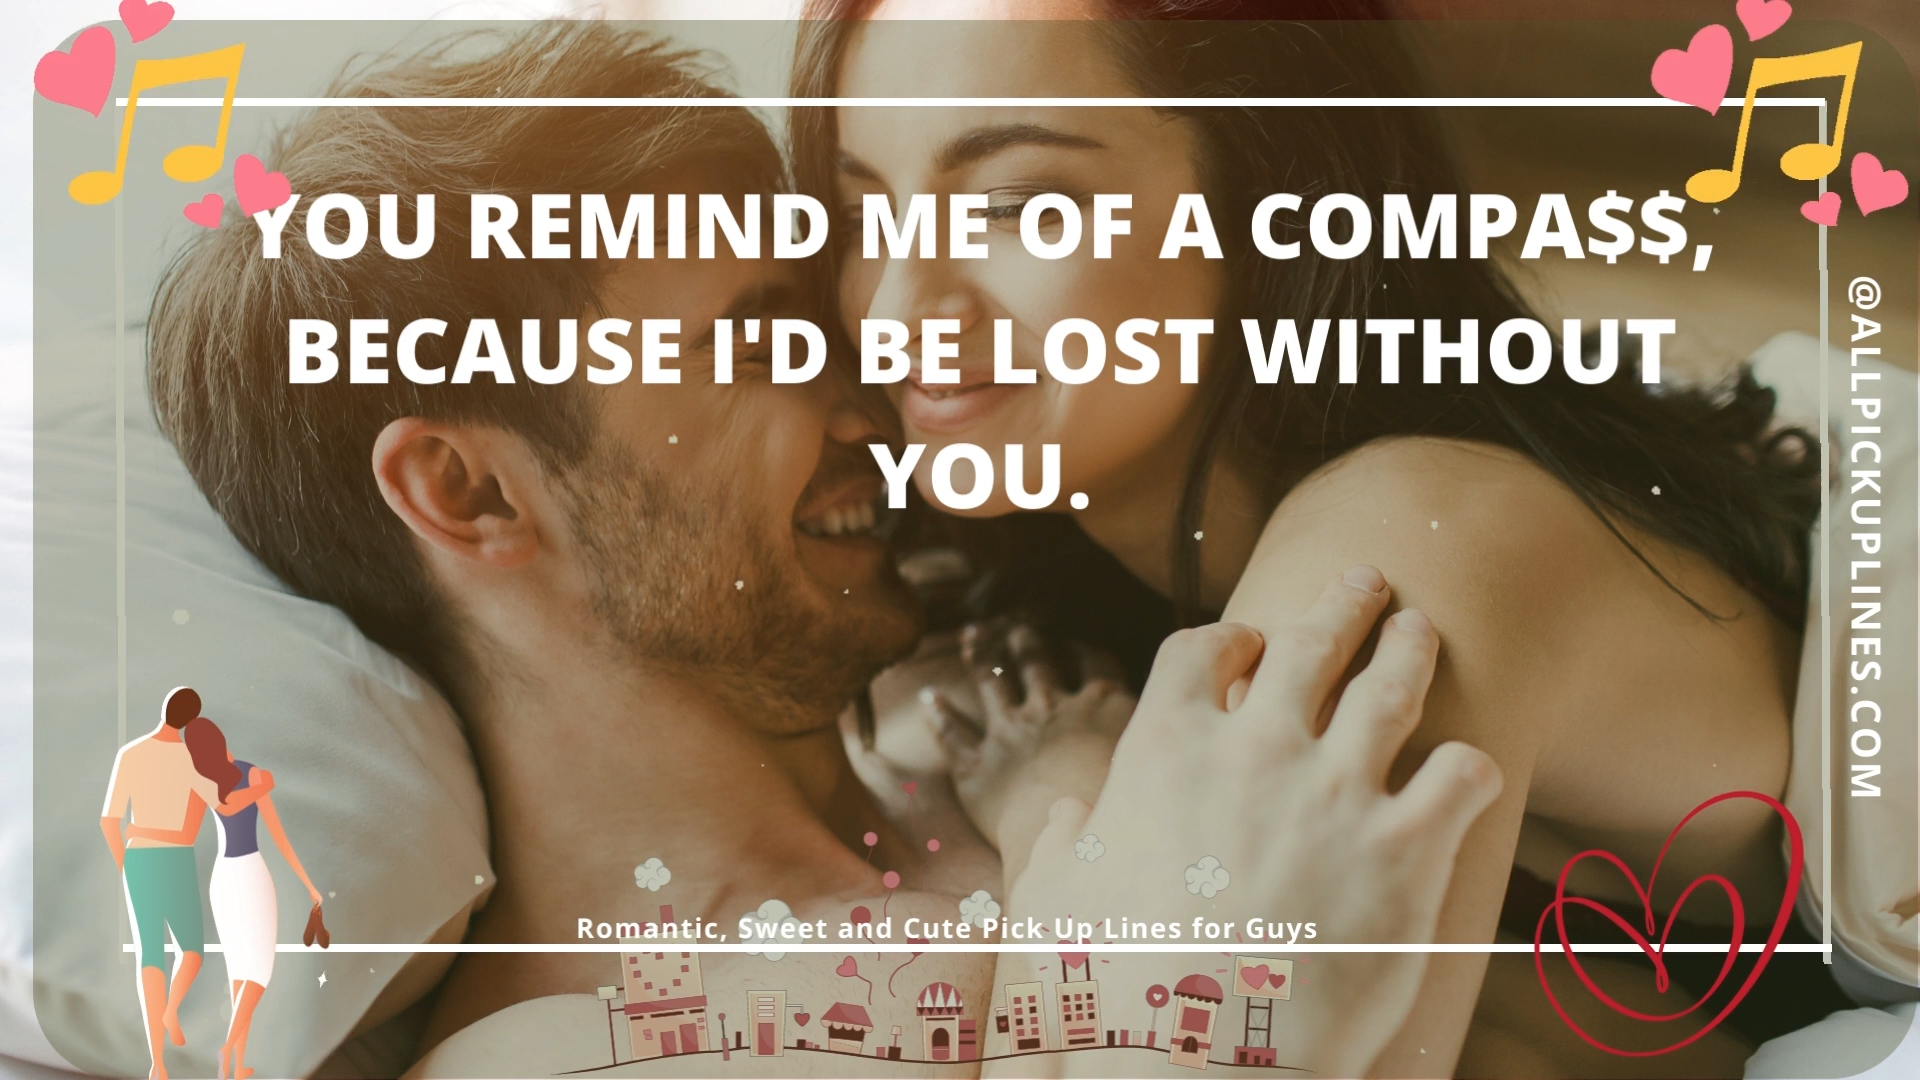 YOU REMIND ME OF A COMPA$$,
BECAUSE I'D BE LOST WITHOUT
YOU.
@ALLPICKUPLINES.COM
Romantic, Sweet and Cute Pick Up Lines for Guys